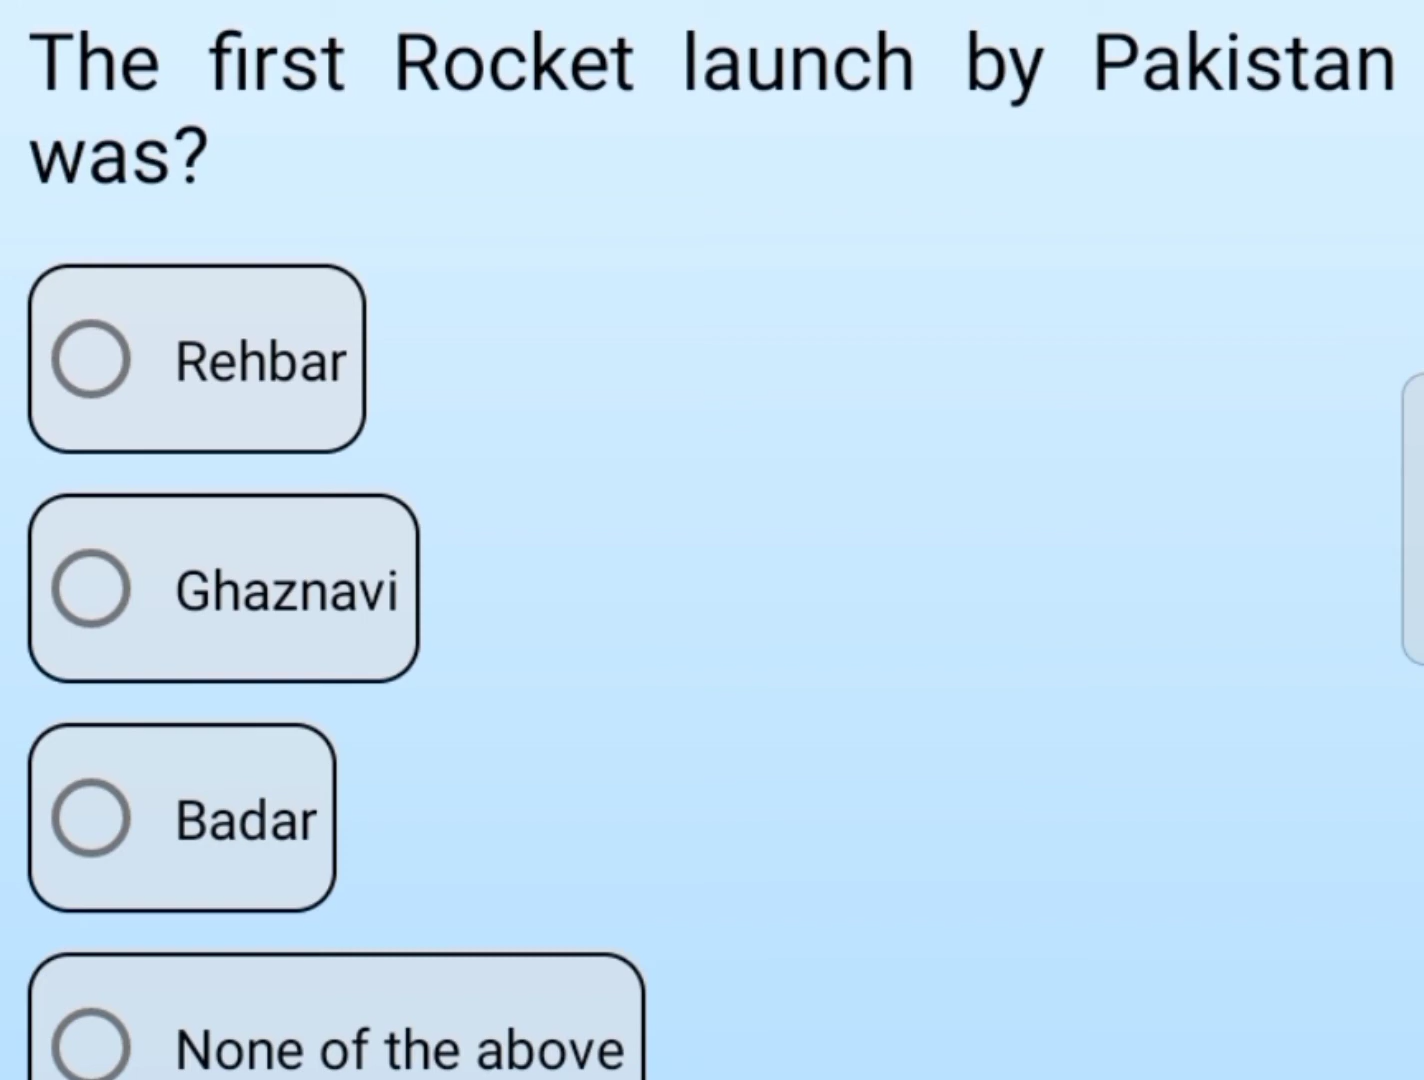 The first Rocket launch by Pakistan
was?
Rehbar
Ghaznavi
Badar
None of the above